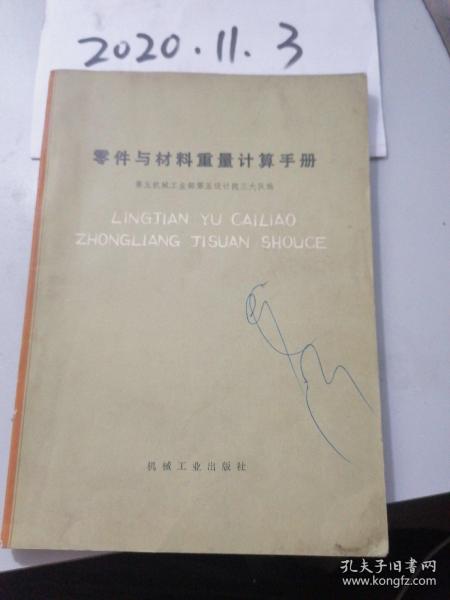 2020.11.3
零件与材料重量计算手册
第五机械工业部第五设计院三大队编
LINGTIAN YU CAILIAO
ZHONGLIANG JISUAN SHOUCE
机械工业出版社
孔夫子旧书网
www.kongfz.com